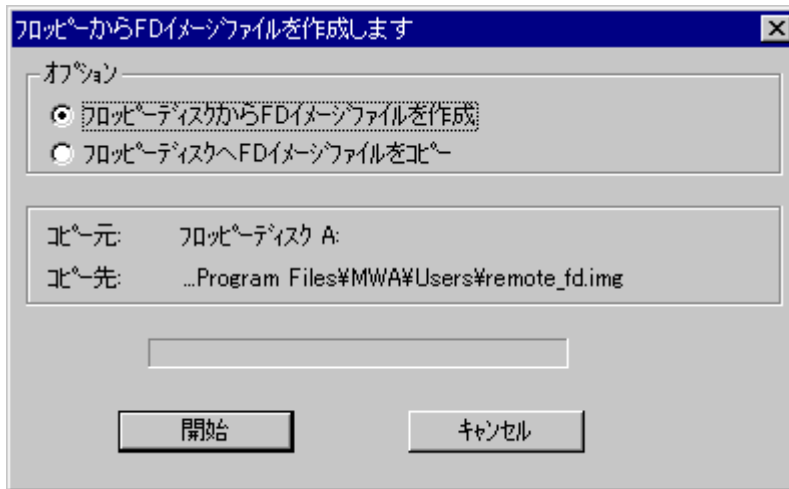 ﾌﾛｯﾋﾟｰからFDｲﾒｰｼﾞﾌｧｲﾙを作成します
ｵﾌﾟｼｮﾝ
ﾌﾛｯﾋﾟｰﾃﾞｨｽｸからFDｲﾒｰｼﾞﾌｧｲﾙを作成
ﾌﾛｯﾋﾟｰﾃﾞｨｽｸへFDｲﾒｰｼﾞﾌｧｲﾙをｺﾋﾟｰ
ｺﾋﾟｰ元: ﾌﾛｯﾋﾟｰﾃﾞｨｽｸ A:
ｺﾋﾟｰ先: ...Program Files¥MWA¥Users¥remote_fd.img
開始 ｷｬﾝｾﾙ